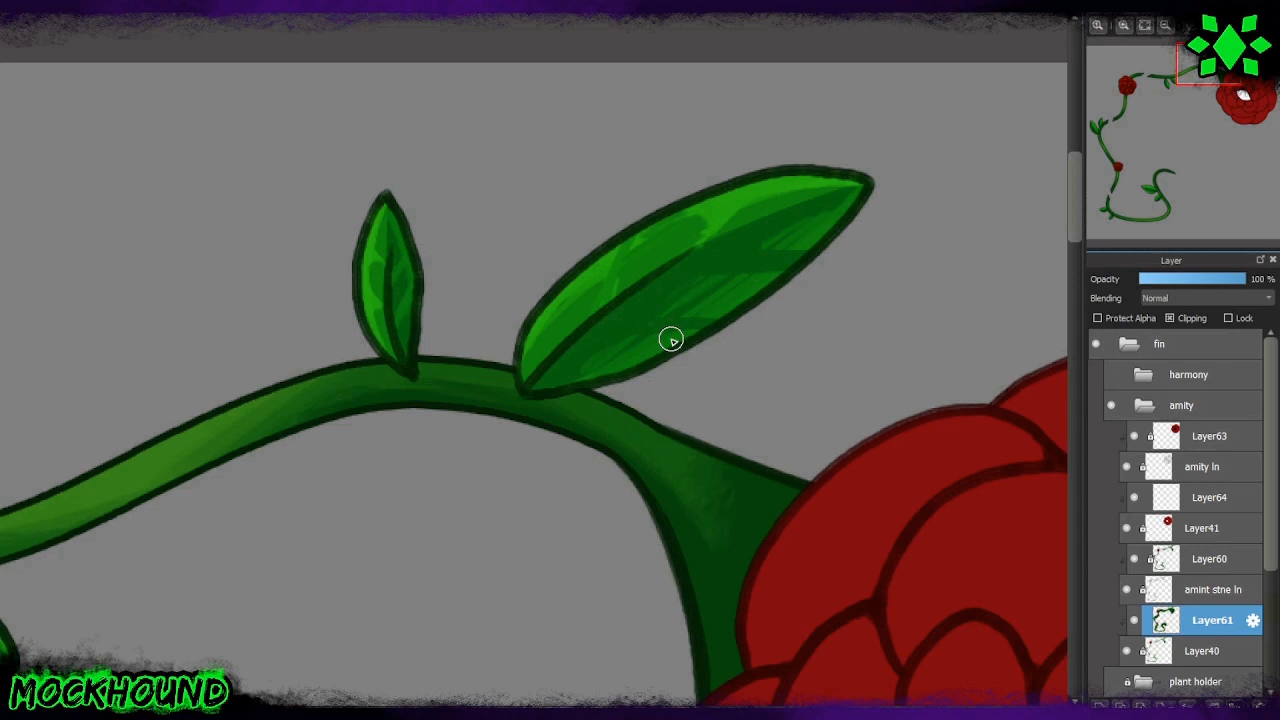 Layer
Opacity 100 %
Blending Normal
Protect Alpha Clipping Lock
fin
harmony
amity
Layer63
amity ln
Layer64
Layer41
Layer60
amint stne ln
Layer61
Layer40
plant holder
MOCKHOUND